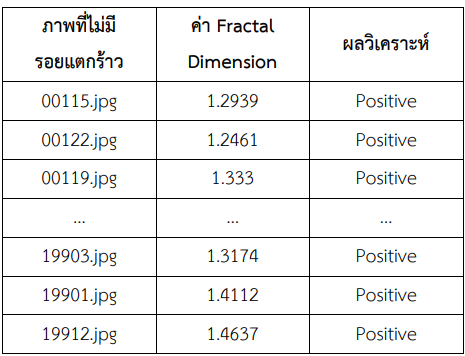 ภาพที่ไม่มี ค่า Fractal ผลวิเคราะห์
รอยแตกร้าว Dimension
00115.jpg 1.2939 Positive
00122.jpg 1.2461 Positive
00119.jpg 1.333 Positive
... ... ...
19903.jpg 1.3174 Positive
19901.jpg 1.4112 Positive
19912.jpg 1.4637 Positive